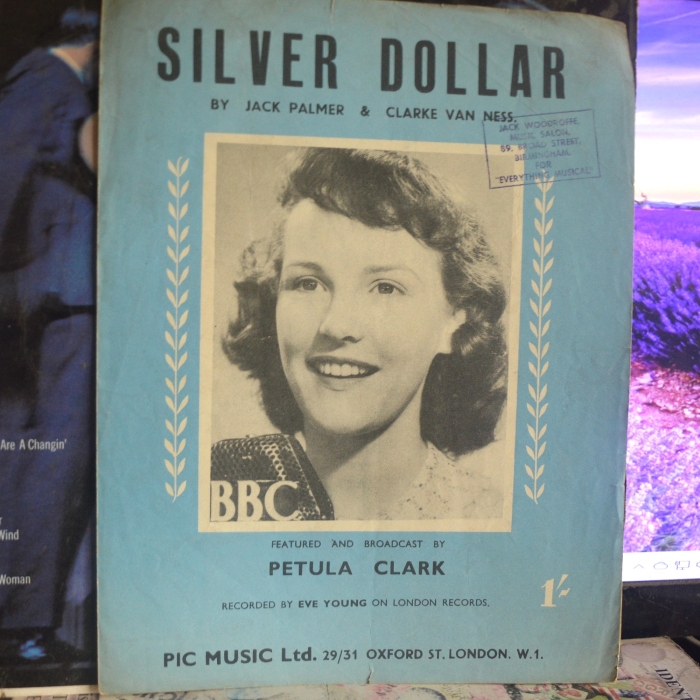 SILVER DOLLAR
BY JACK PALMER & CLARKE VAN NESS.
JACK WOODROFFE,
MUSIC SALON,
89, BROAD STREET,
BIRMINGHAM.
FOR
"EVERYTHING MUSICAL"
BBC
FEATURED AND BROADCAST BY
PETULA CLARK
RECORDED BY EVE YOUNG ON LONDON RECORDS.
1/-
PIC MUSIC Ltd. 29/31 OXFORD ST. LONDON. W.1.
Are A Changin'
Wind
Woman